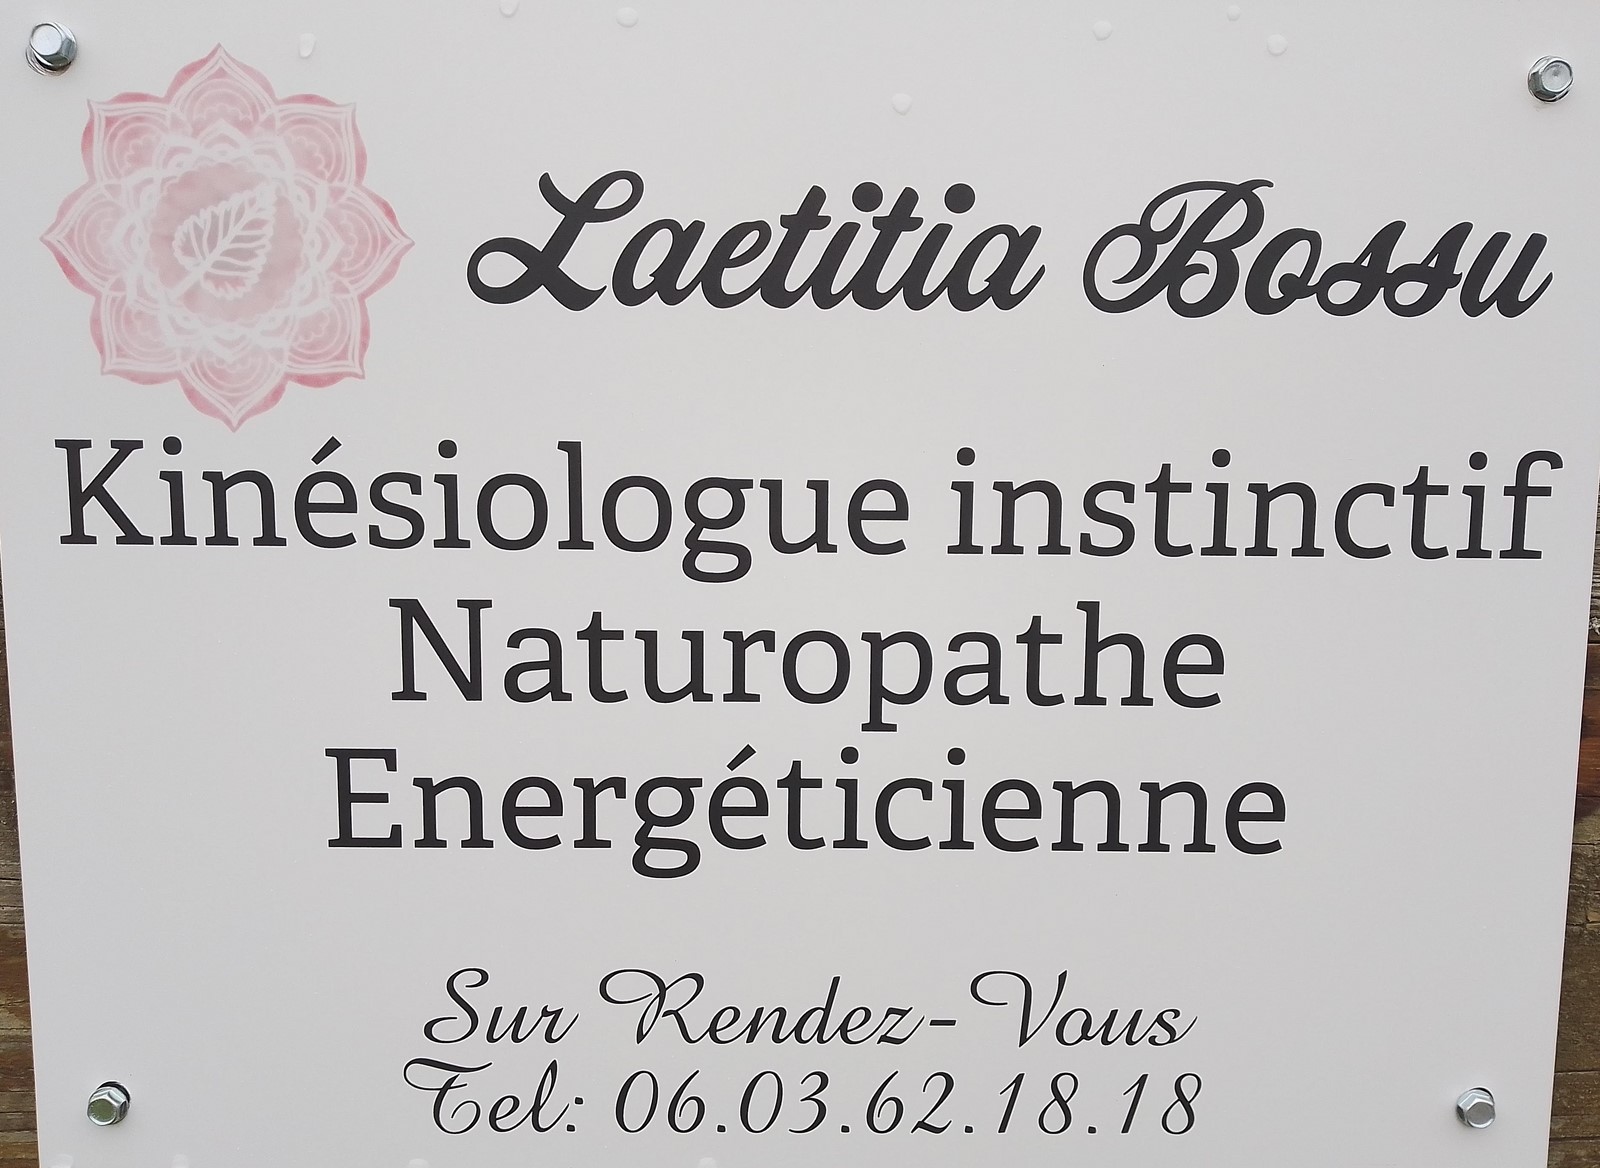 Laetitia Bossu
Kinésiologue instinctif
Naturopathe
Energéticienne
Sur Rendez-Vous
Tel: 06.03.62.18.18